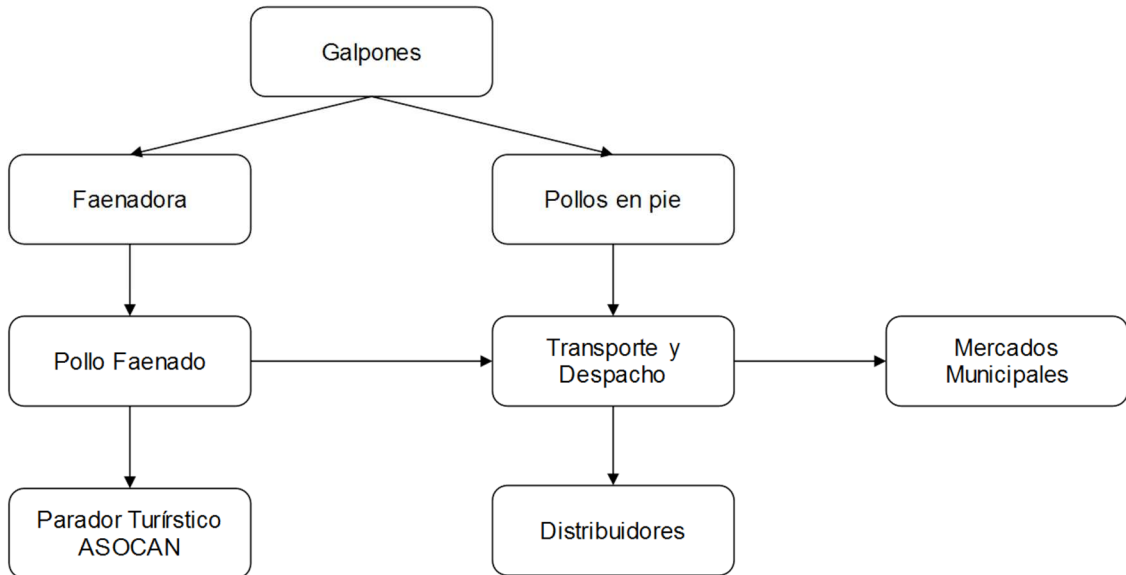 Galpones
Faenadora
Pollos en pie
Pollo Faenado
Transporte y
Despacho
Mercados
Municipales
Parador Turírstico
ASOCAN
Distribuidores